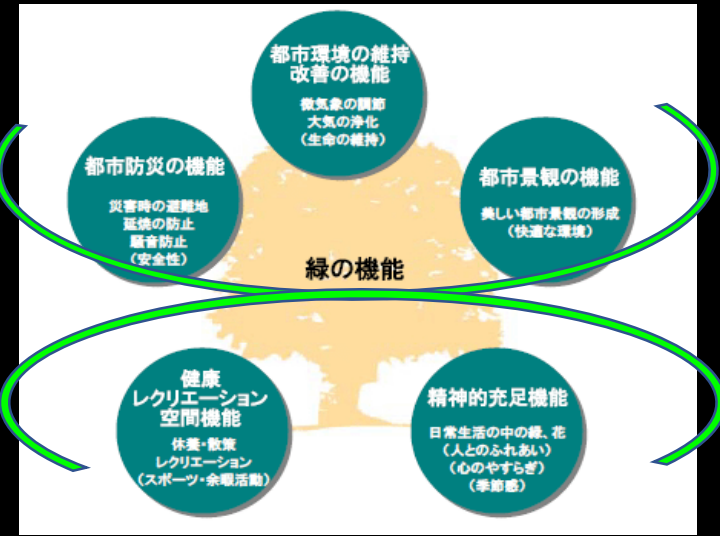 都市環境の維持
改善の機能
微気象の調節
大気の浄化
（生命の維持）
都市防災の機能
災害時の避難地
延焼の防止
騒音防止
（安全性）
都市景観の機能
美しい都市景観の形成
（快適な環境）
緑の機能
健康
レクリエーション
空間機能
休養・散策
レクリエーション
（スポーツ・余暇活動）
精神的充足機能
日常生活の中の緑、花
（人とのふれあい）
（心のやすらぎ）
（季節感）